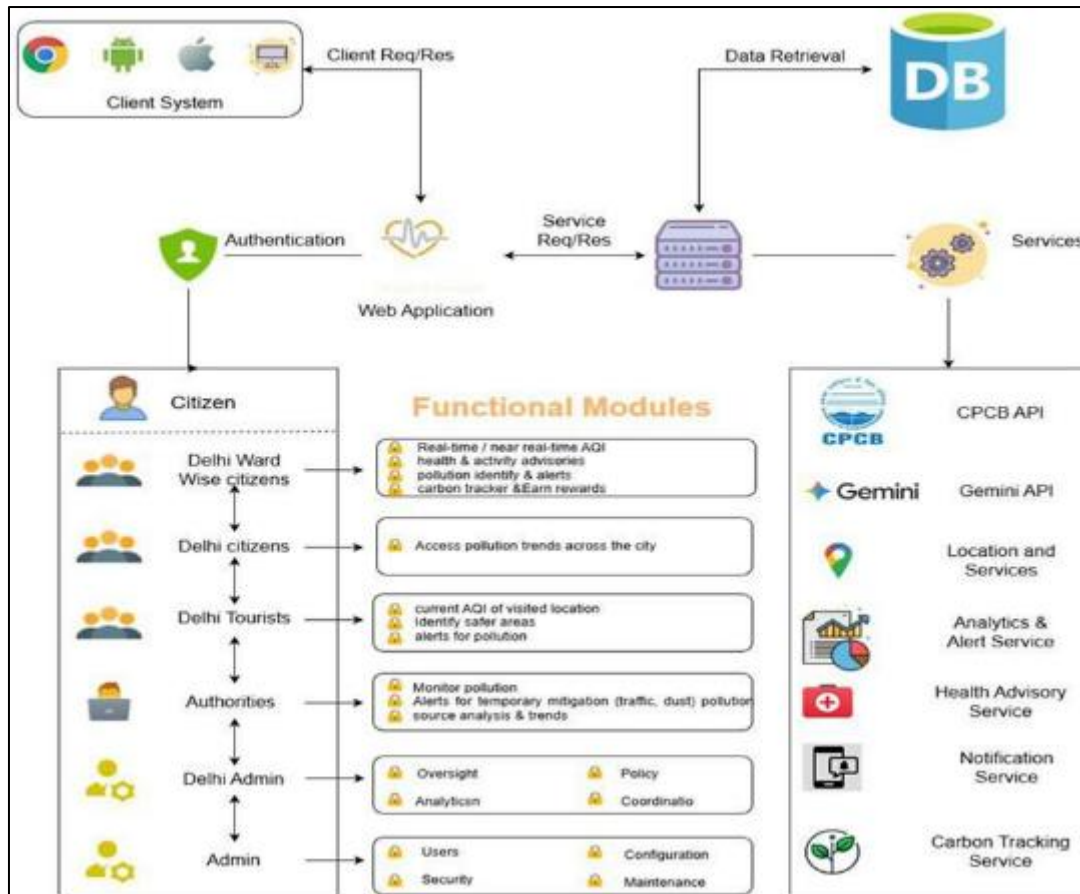 Client Req/Res
Data Retrieval
DB
Client System
Authentication
Service
Req/Res
Services
Web Application
Citizen
Functional Modules
Delhi Ward
Wise citizens
Real-time / near real-time AQI
health & activity advisories
pollution identify & alerts
carbon tracker &Earn rewards
Delhi citizens
Access pollution trends across the city
Delhi Tourists
current AQI of visited location
Identify safer areas
alerts for pollution
Authorities
Monitor pollution
Alerts for temporary mitigation (traffic, dust) pollution
source analysis & trends
Delhi Admin
Oversight
Policy
Analyticsn
Coordinatio
Admin
Users
Configuration
Security
Maintenance
CPCB
CPCB API
Gemini
Gemini API
Location and
Services
Analytics &
Alert Service
Health Advisory
Service
Notification
Service
Carbon Tracking
Service